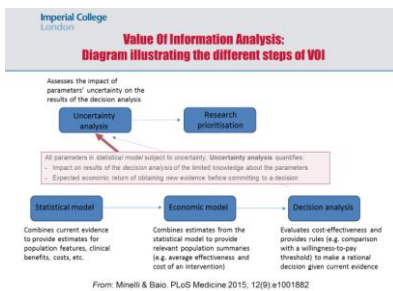 Imperial College
London
Value Of Information Analysis:
Diagram illustrating the different steps of VOI
Assesses the impact of
parameters' uncertainty on the
results of the decision analysis
Uncertainty
analysis
Research
prioritisation
All parameters in statistical model subject to uncertainty. Uncertainty analysis quantifies:
- Impact on results of the decision analysis of the limited knowledge about the parameters
- Expected economic return of obtaining new evidence before committing to a decision
Statistical model
Economic model
Decision analysis
Combines current evidence
to provide estimates for
population features, clinical
benefits, costs, etc.
Combines estimates from the
statistical model to provide
relevant population summaries
(e.g. average effectiveness and
cost of an intervention)
Evaluates cost-effectiveness and
provides rules (e.g. comparison
with a willingness-to-pay
threshold) to make a rational
decision given current evidence
From: Minelli & Baio. PLoS Medicine 2015; 12(9):e1001882